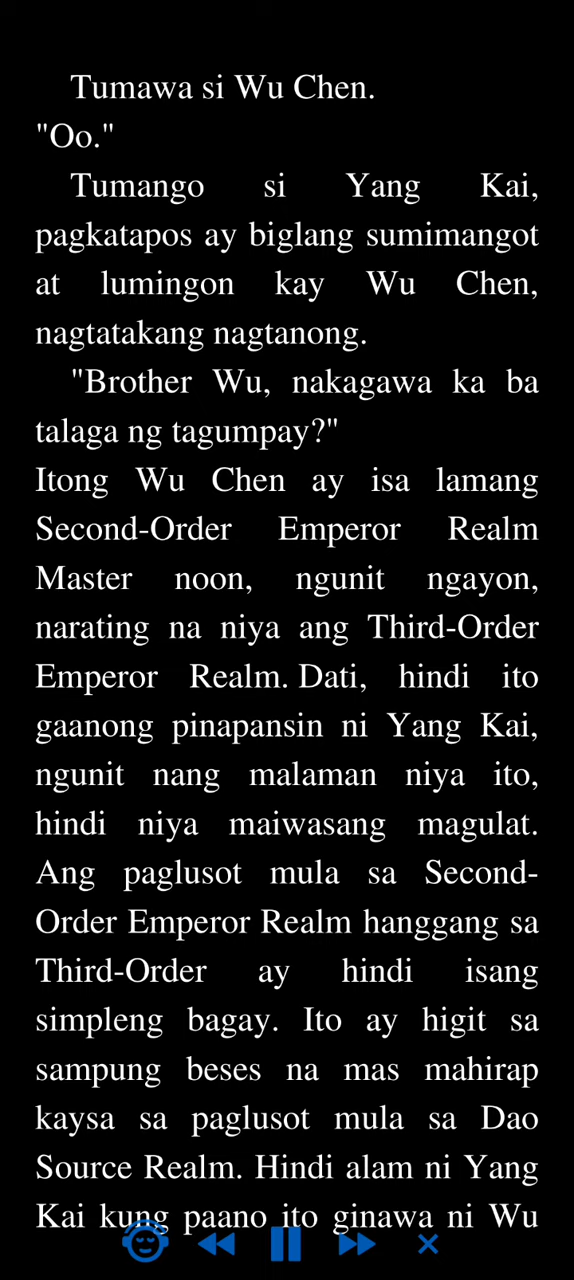 Tumawa si Wu Chen.
"Oo."
Tumango si Yang Kai,
pagkatapos ay biglang sumimangot
at lumingon kay Wu Chen,
nagtatakang nagtanong.
"Brother Wu, nakagawa ka ba
talaga ng tagumpay?"
Itong Wu Chen ay isa lamang
Second-Order Emperor Realm
Master noon, ngunit ngayon,
narating na niya ang Third-Order
Emperor Realm. Dati, hindi ito
gaanong pinapansin ni Yang Kai,
ngunit nang malaman niya ito,
hindi niya maiwasang magulat.
Ang paglusot mula sa Second-
Order Emperor Realm hanggang sa
Third-Order ay hindi isang
simpleng bagay. Ito ay higit sa
sampung beses na mas mahirap
kaysa sa paglusot mula sa Dao
Source Realm. Hindi alam ni Yang
Kai kung paano ito ginawa ni Wu